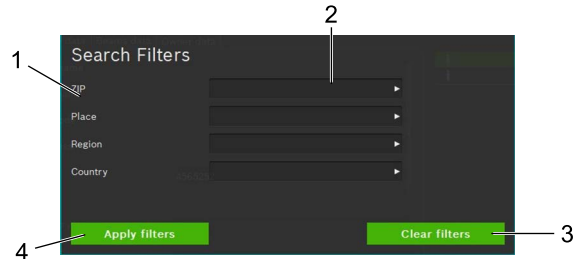 2
1
Search Filters
ZIP
Place
Region
Country
Apply filters
Clear filters
3
4